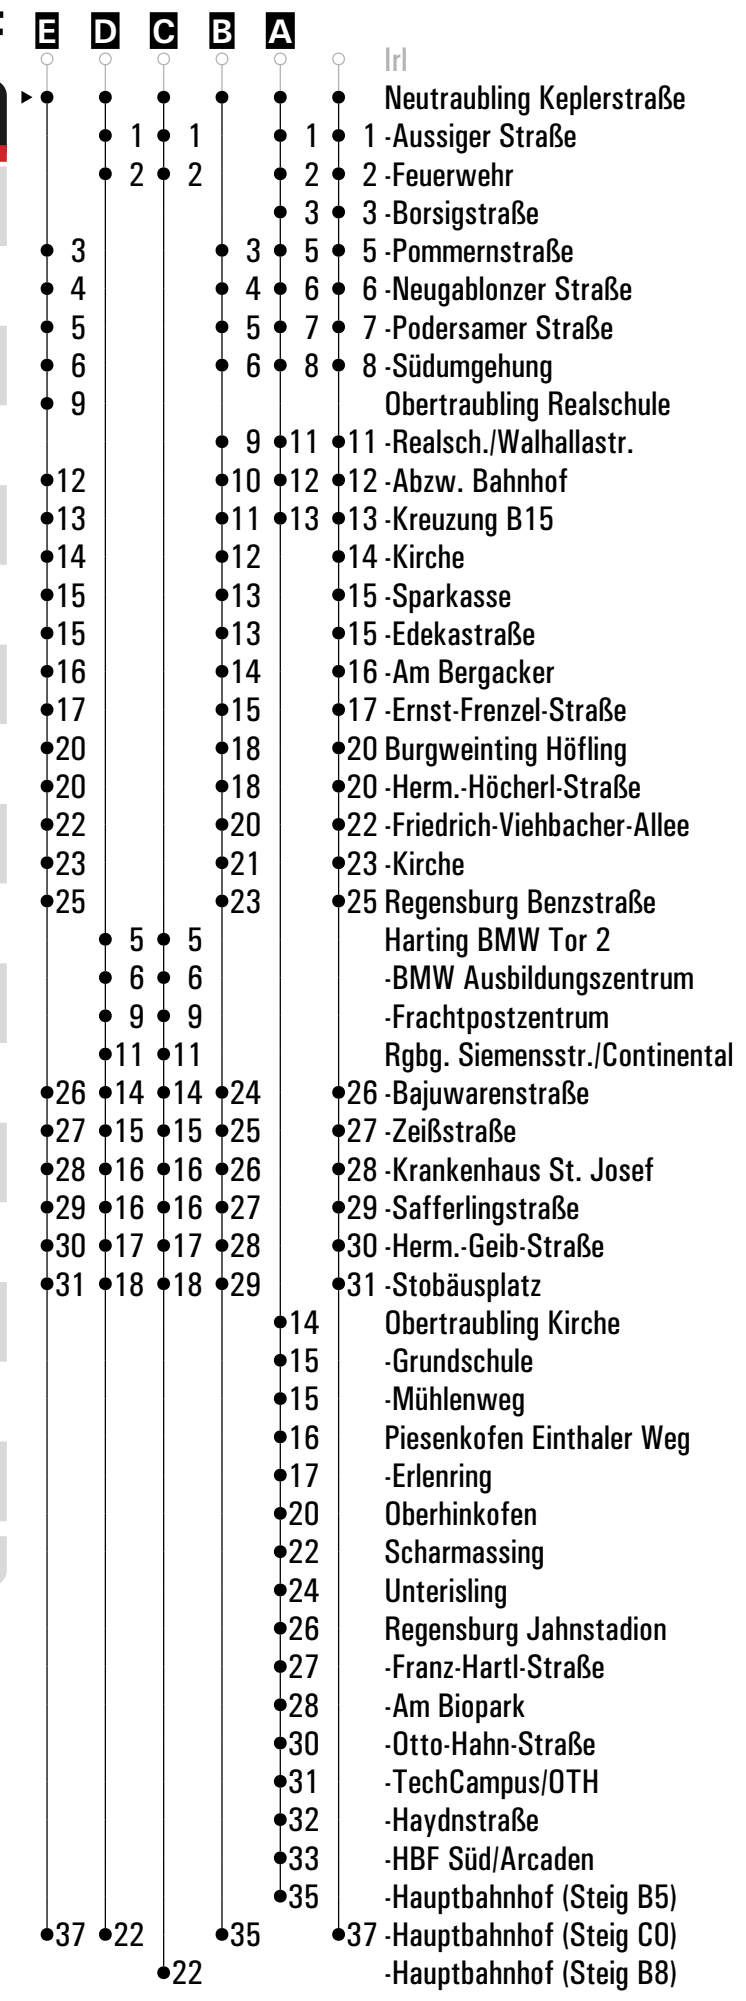 E D C B A
Irl
Neutraubling Keplerstraße
1 1 1 1 -Aussiger Straße
2 2 2 2 -Feuerwehr
3 3 -Borsigstraße
3 3 5 5 -Pommernstraße
4 4 6 6 -Neugablonzer Straße
5 5 7 7 -Podersamer Straße
6 6 8 8 -Südumgehung
9 Obertraubling Realschule
9 11 11 -Realsch./Walhallastr.
12 10 12 12 -Abzw. Bahnhof
13 11 13 13 -Kreuzung B15
14 12 14 -Kirche
15 13 15 -Sparkasse
15 13 15 -Edekastraße
16 14 16 -Am Bergacker
17 15 17 -Ernst-Frenzel-Straße
20 18 20 Burgweinting Höfling
20 18 20 -Herm.-Höcherl-Straße
22 20 22 -Friedrich-Viehbacher-Allee
23 21 23 -Kirche
25 23 25 Regensburg Benzstraße
5 5 Harting BMW Tor 2
6 6 -BMW Ausbildungszentrum
9 9 -Frachtpostzentrum
11 11 Rgbg. Siemensstr./Continental
26 14 14 24 26 -Bajuwarenstraße
27 15 15 25 27 -Zeißstraße
28 16 16 26 28 -Krankenhaus St. Josef
29 16 16 27 29 -Safferlingstraße
30 17 17 28 30 -Herm.-Geib-Straße
31 18 18 29 31 -Stobäusplatz
14 Obertraubling Kirche
15 -Grundschule
15 -Mühlenweg
16 Piesenkofen Einthaler Weg
17 -Erlenring
20 Oberhinkofen
22 Scharmassing
24 Unterisling
26 Regensburg Jahnstadion
27 -Franz-Hartl-Straße
28 -Am Biopark
30 -Otto-Hahn-Straße
31 -TechCampus/OTH
32 -Haydnstraße
33 -HBF Süd/Arcaden
35 -Hauptbahnhof (Steig B5)
37 22 35 37 -Hauptbahnhof (Steig C0)
22 -Hauptbahnhof (Steig B8)